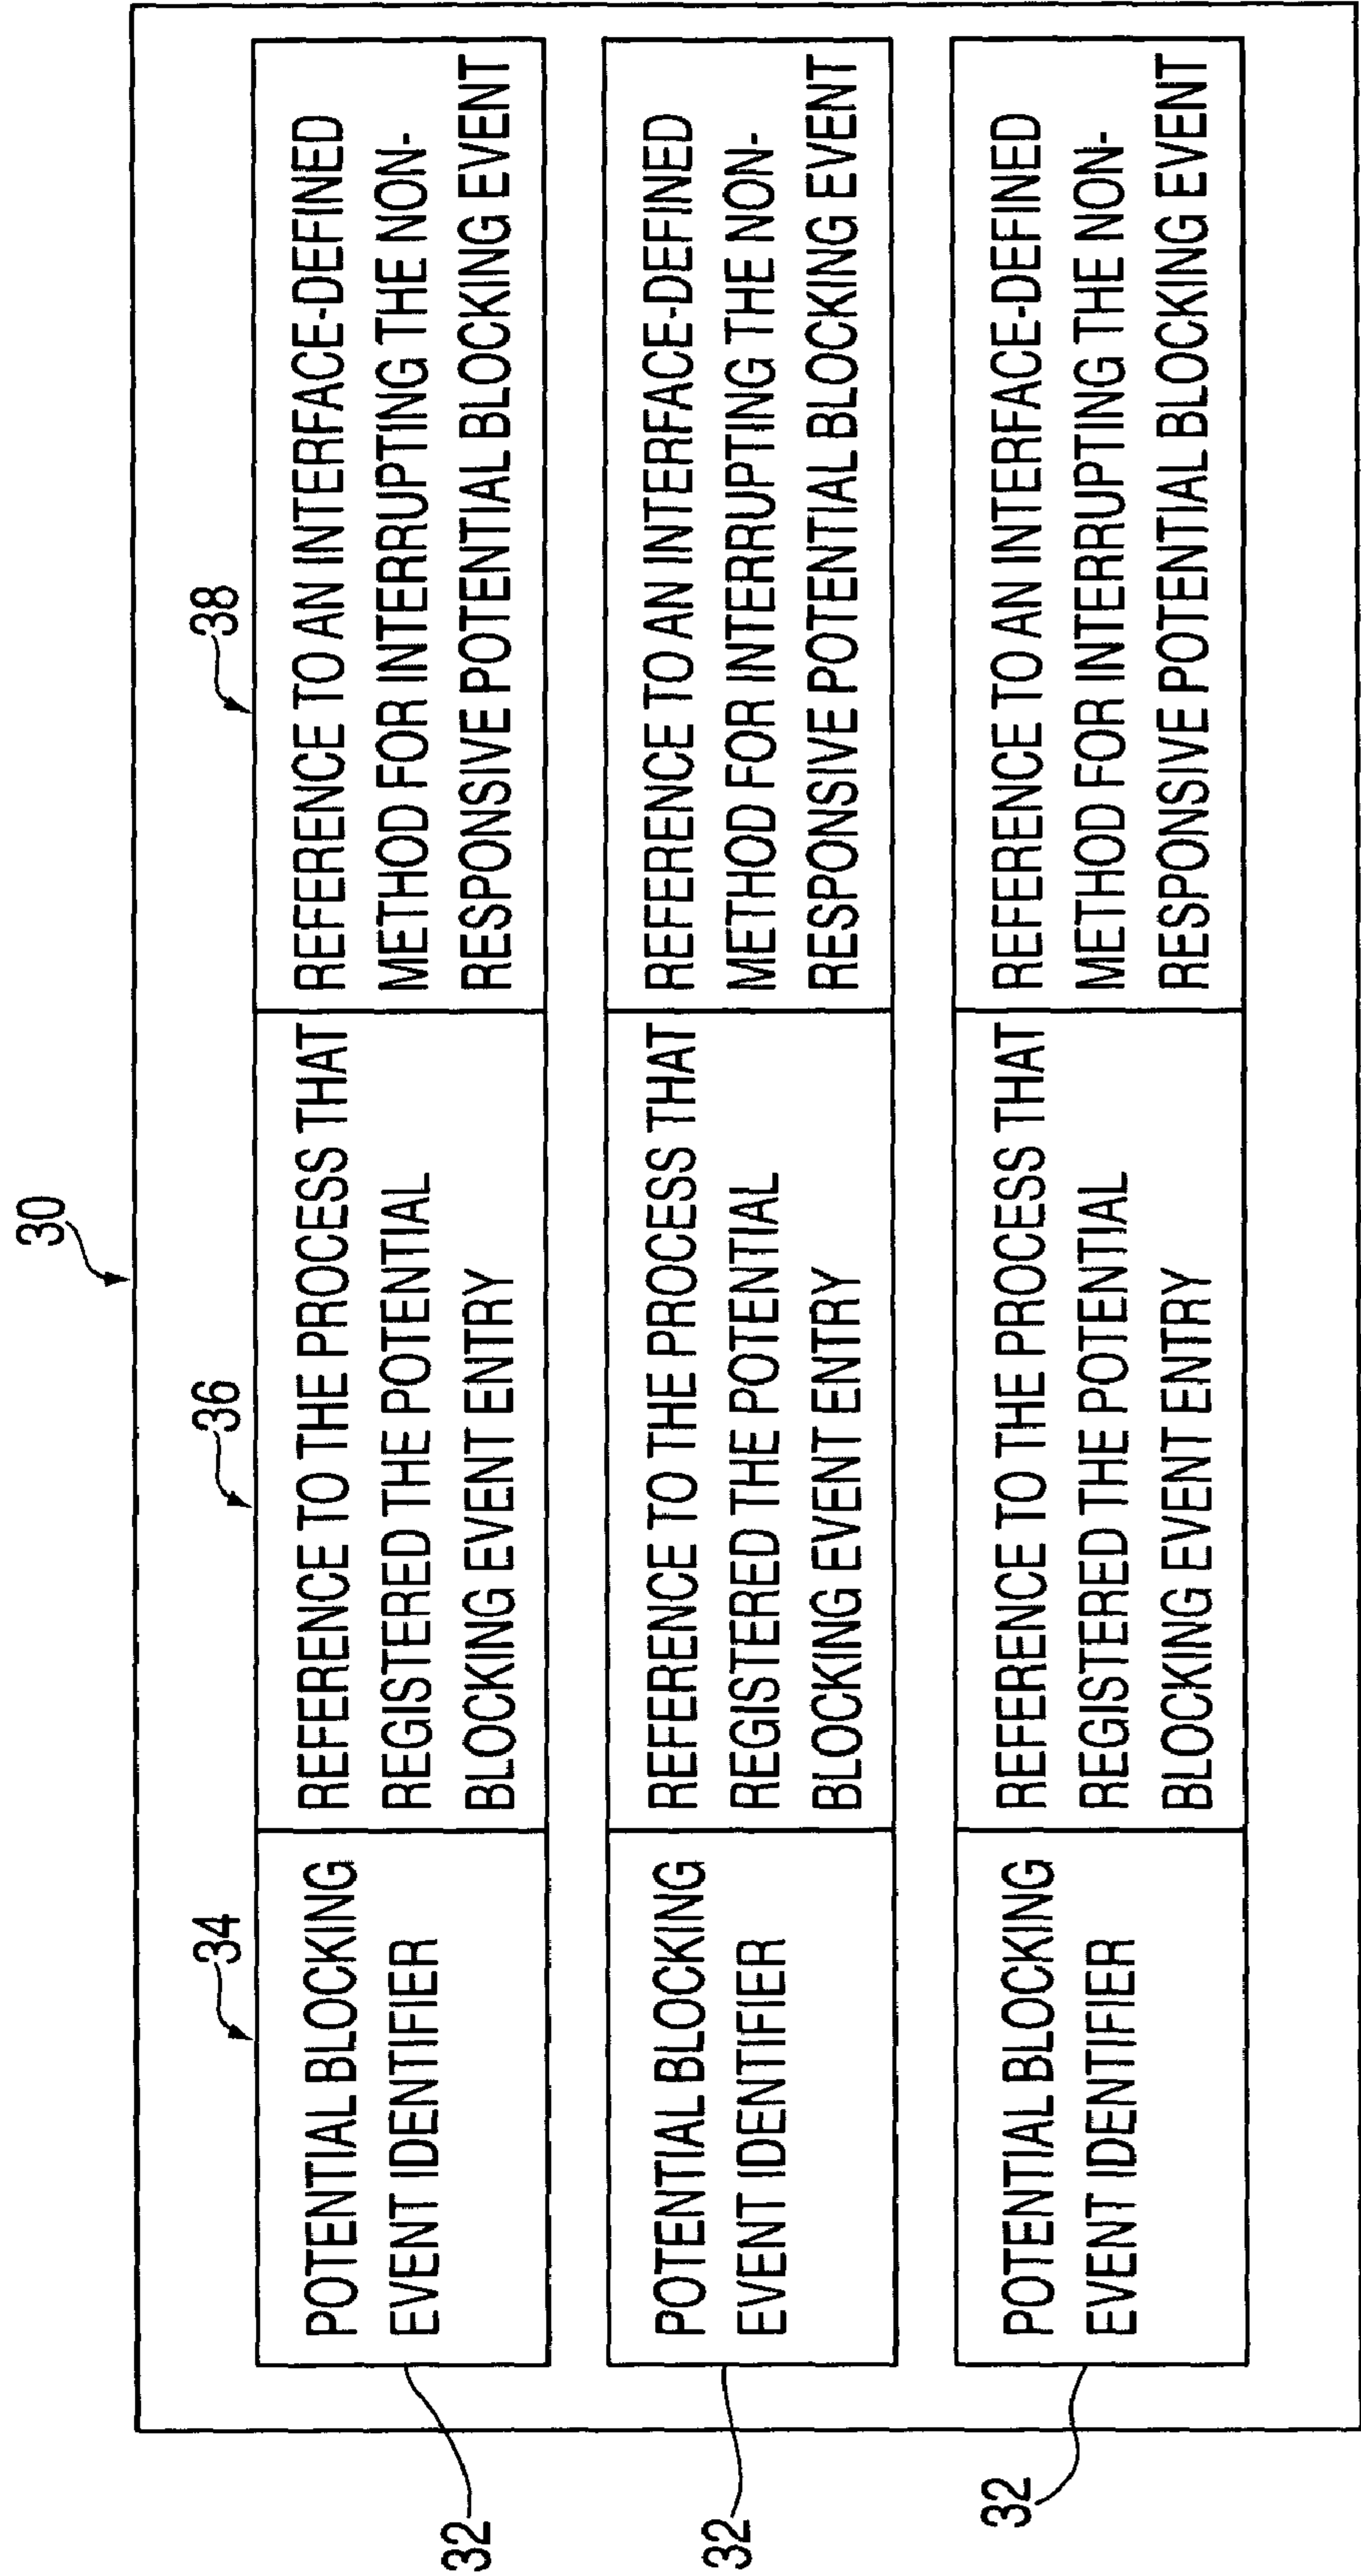 30
34
36
38
32
POTENTIAL BLOCKING
EVENT IDENTIFIER
REFERENCE TO THE PROCESS THAT
REGISTERED THE POTENTIAL
BLOCKING EVENT ENTRY
REFERENCE TO AN INTERFACE-DEFINED
METHOD FOR INTERRUPTING THE NON-
RESPONSIVE POTENTIAL BLOCKING EVENT
32
POTENTIAL BLOCKING
EVENT IDENTIFIER
REFERENCE TO THE PROCESS THAT
REGISTERED THE POTENTIAL
BLOCKING EVENT ENTRY
REFERENCE TO AN INTERFACE-DEFINED
METHOD FOR INTERRUPTING THE NON-
RESPONSIVE POTENTIAL BLOCKING EVENT
32
POTENTIAL BLOCKING
EVENT IDENTIFIER
REFERENCE TO THE PROCESS THAT
REGISTERED THE POTENTIAL
BLOCKING EVENT ENTRY
REFERENCE TO AN INTERFACE-DEFINED
METHOD FOR INTERRUPTING THE NON-
RESPONSIVE POTENTIAL BLOCKING EVENT